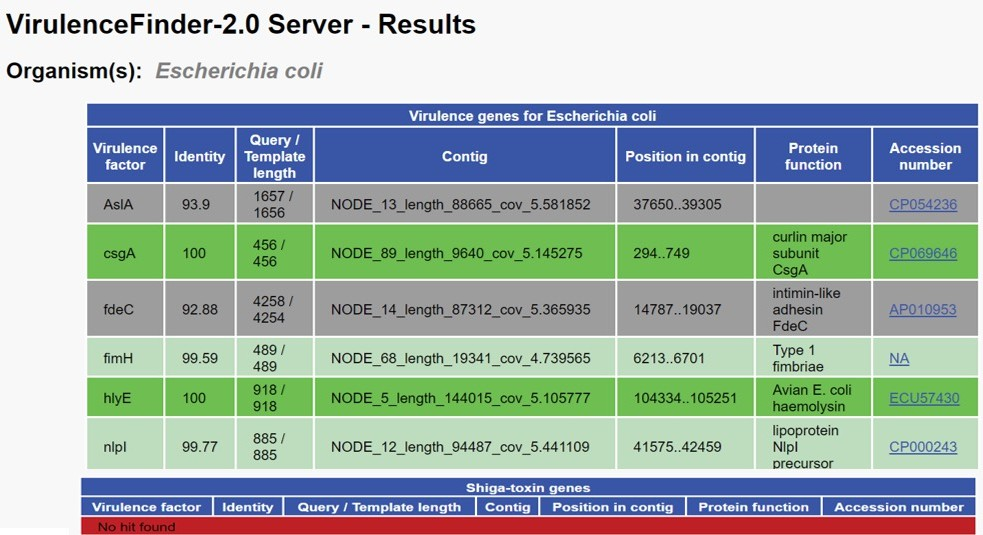 VirulenceFinder-2.0 Server - Results
Organism(s): Escherichia coli
Virulence genes for Escherichia coli
Virulence factor Identity Query / Template length Contig Position in contig Protein function Accession number
AslA 93.9 1657 / 1656 NODE_13_length_88665_cov_5.581852 37650..39305 CP054236
csgA 100 456 / 456 NODE_89_length_9640_cov_5.145275 294..749 curlin major subunit CsgA CP069646
fdeC 92.88 4258 / 4254 NODE_14_length_87312_cov_5.365935 14787..19037 intimin-like adhesin FdeC AP010953
fimH 99.59 489 / 489 NODE_68_length_19341_cov_4.739565 6213..6701 Type 1 fimbriae NA
hlyE 100 918 / 918 NODE_5_length_144015_cov_5.105777 104334..105251 Avian E. coli haemolysin ECU57430
nlpI 99.77 885 / 885 NODE_12_length_94487_cov_5.441109 41575..42459 lipoprotein NlpI precursor CP000243
Shiga-toxin genes
Virulence factor Identity Query / Template length Contig Position in contig Protein function Accession number
No hit found